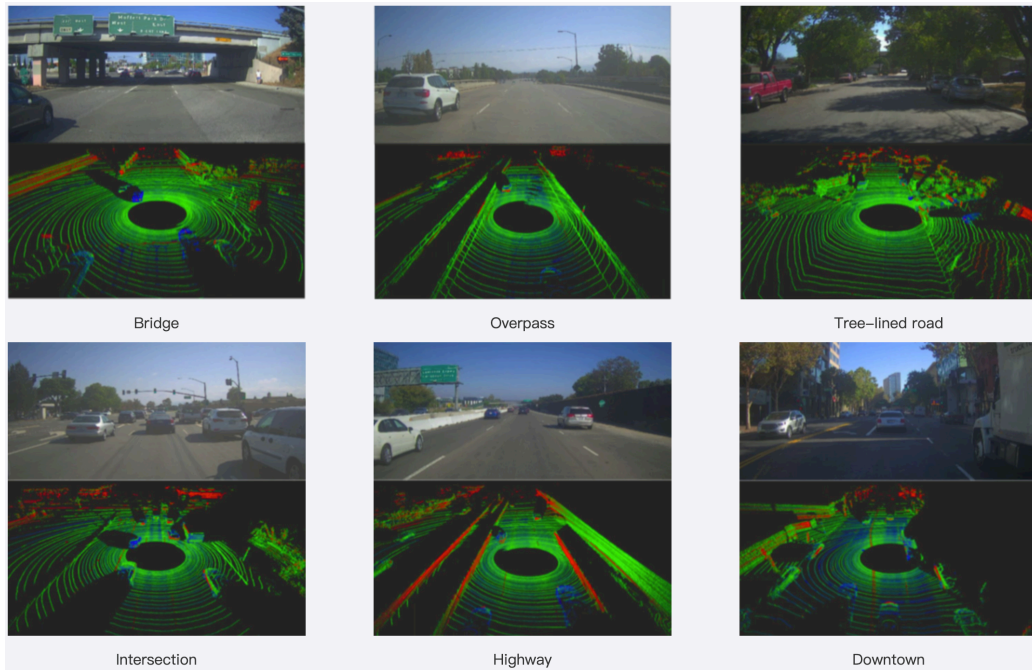 Bridge
Overpass
Tree-lined road
Intersection
Highway
Downtown